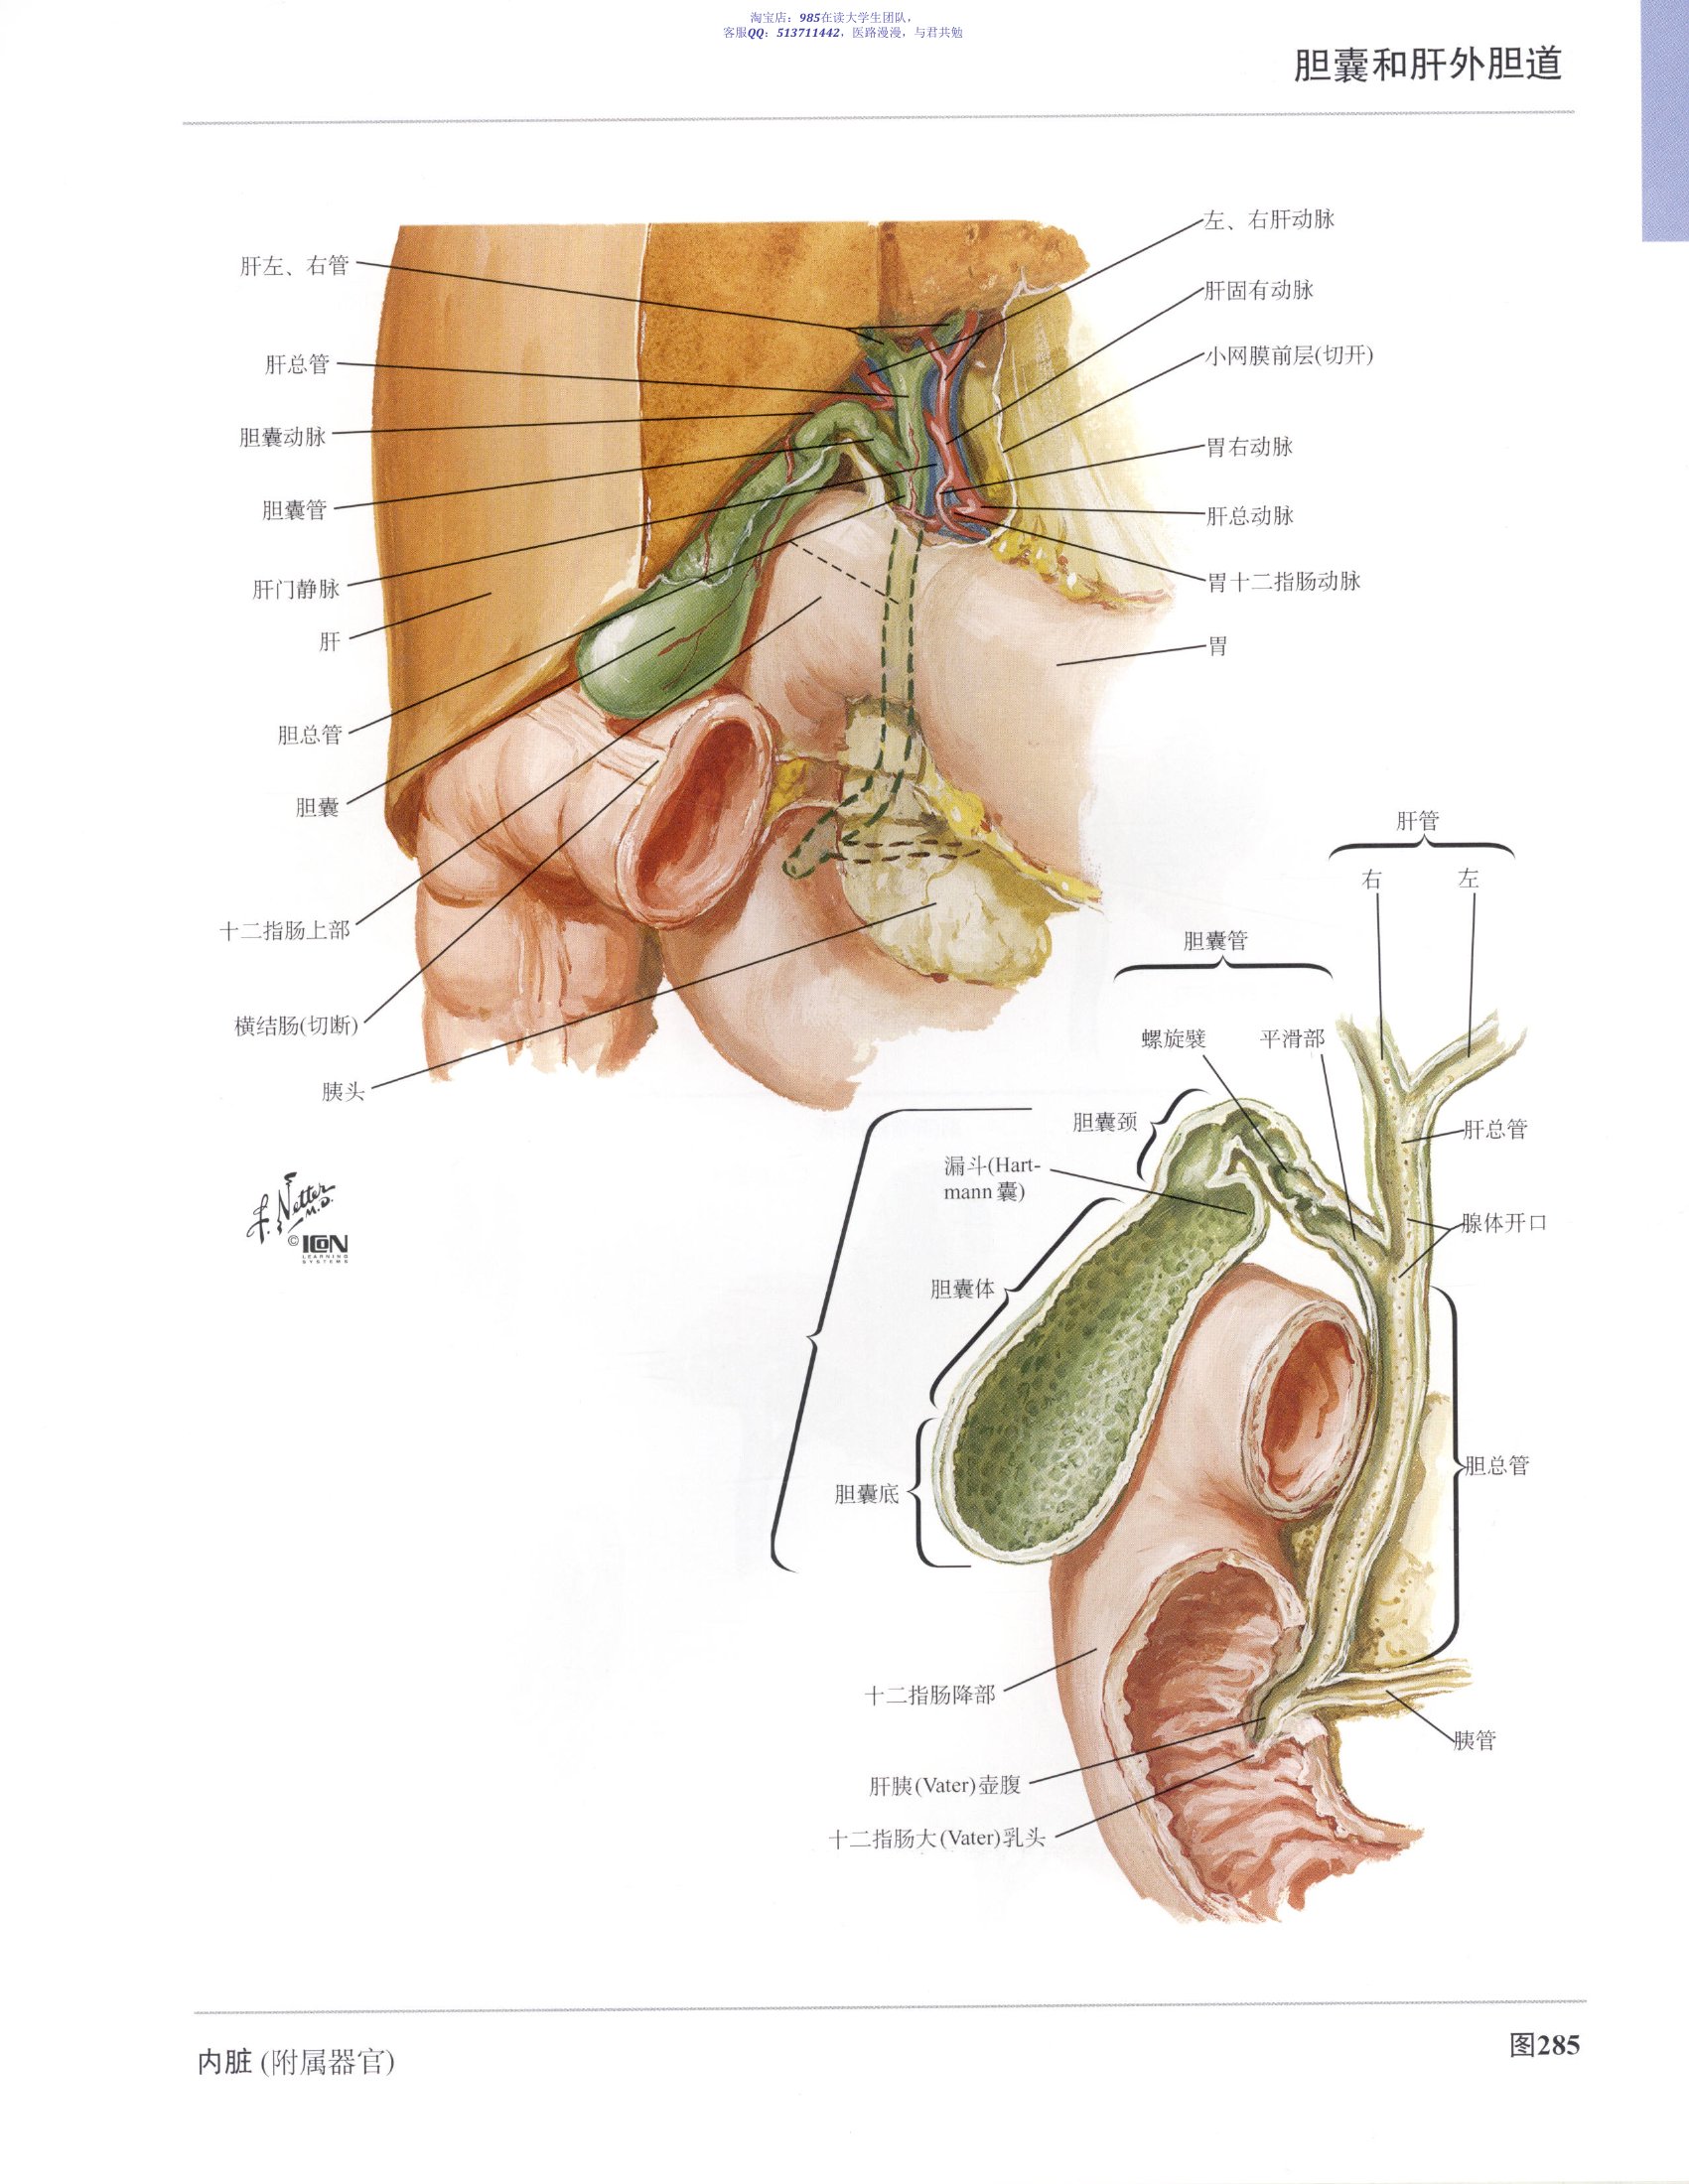 淘宝店：985在读大学生团队，
客服QQ：513711442，医路漫漫，与君共勉
胆囊和肝外胆道
肝左、右管
肝总管
胆囊动脉
胆囊管
肝门静脉
肝
胆总管
胆囊
十二指肠上部
横结肠(切断)
胰头
左、右肝动脉
肝固有动脉
小网膜前层(切开)
胃右动脉
肝总动脉
胃十二指肠动脉
胃
肝管
右
左
胆囊管
螺旋襞
平滑部
胆囊颈
漏斗(Hart-
mann 囊)
胆囊体
胆囊底
肝总管
腺体开口
胆总管
十二指肠降部
胰管
肝胰(Vater)壶腹
十二指肠大(Vater)乳头
F. Netter
M.D.
© ICON
LEARNING
SYSTEMS
内脏 (附属器官)
图285